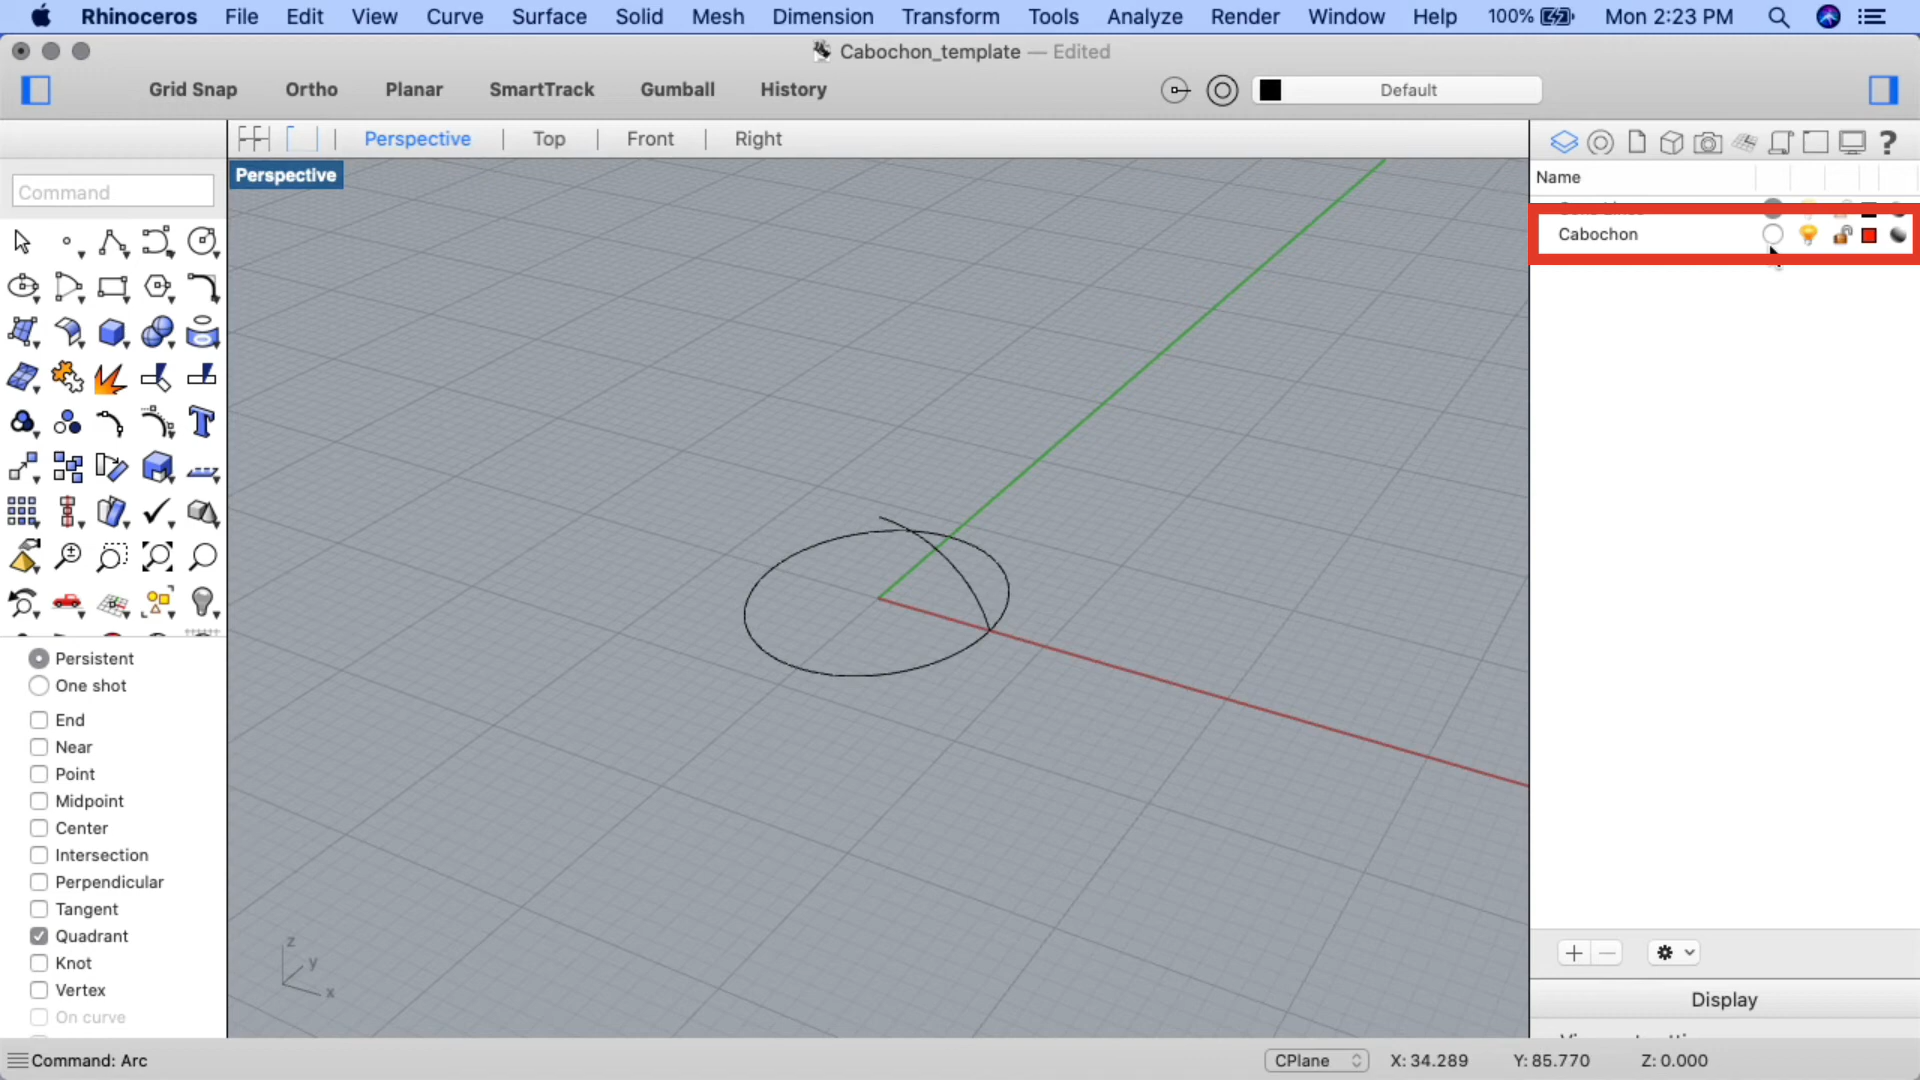 Rhinoceros File Edit View Curve Surface Solid Mesh Dimension Transform Tools Analyze Render Window Help 100% Mon 2:23 PM
Cabochon_template — Edited
Grid Snap Ortho Planar SmartTrack Gumball History Default
Perspective | Top | Front | Right
Perspective
Name
Command
Cabochon
Persistent
One shot
End
Near
Point
Midpoint
Center
Intersection
Perpendicular
Tangent
Quadrant
Knot
Vertex
On curve
z
y
x
Display
Command: Arc CPlane X: 34.289 Y: 85.770 Z: 0.000